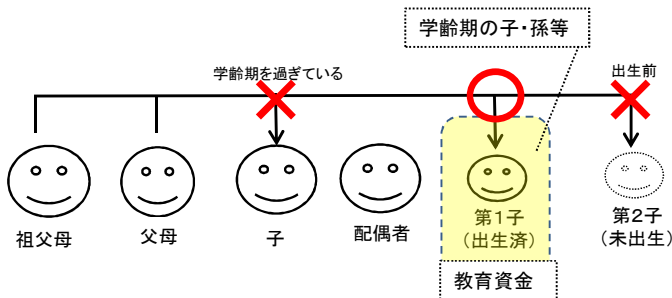 学齢期の子・孫等
学齢期を過ぎている
出生前
祖父母
父母
子
配偶者
第1子
(出生済)
第2子
(未出生)
教育資金